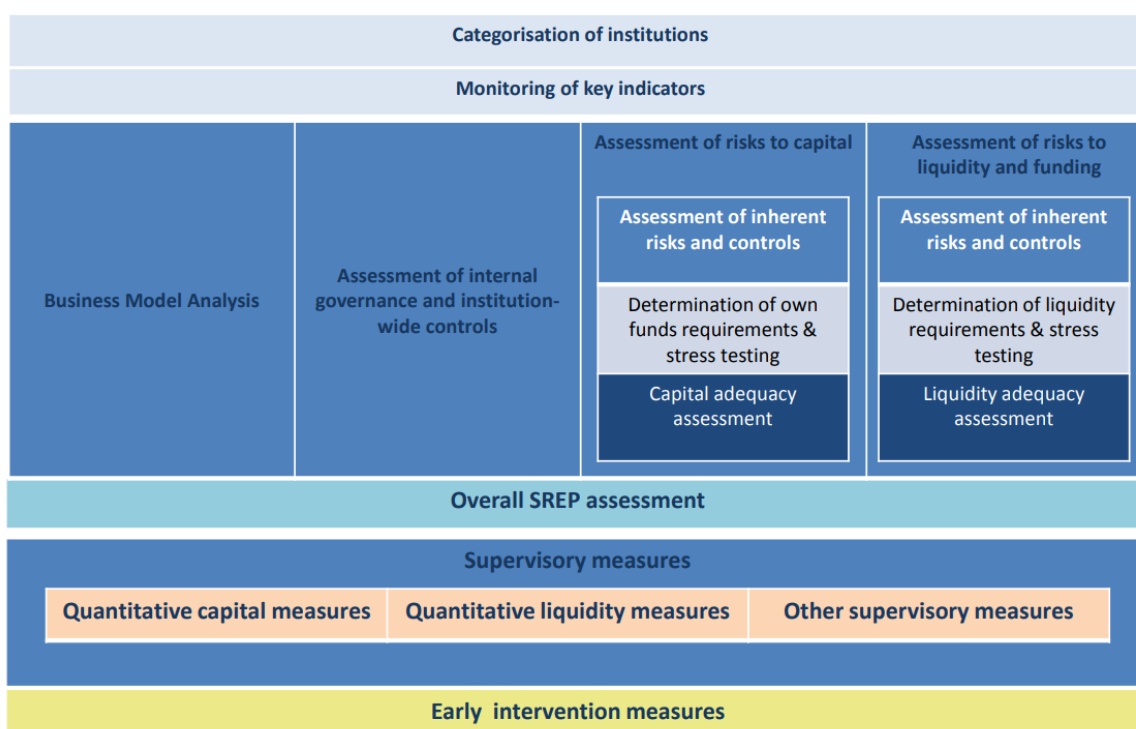 Categorisation of institutions
Monitoring of key indicators
Business Model Analysis
Assessment of internal
governance and institution-
wide controls
Assessment of risks to capital
Assessment of inherent
risks and controls
Determination of own
funds requirements &
stress testing
Capital adequacy
assessment
Assessment of risks to
liquidity and funding
Assessment of inherent
risks and controls
Determination of liquidity
requirements & stress
testing
Liquidity adequacy
assessment
Overall SREP assessment
Supervisory measures
Quantitative capital measures
Quantitative liquidity measures
Other supervisory measures
Early intervention measures